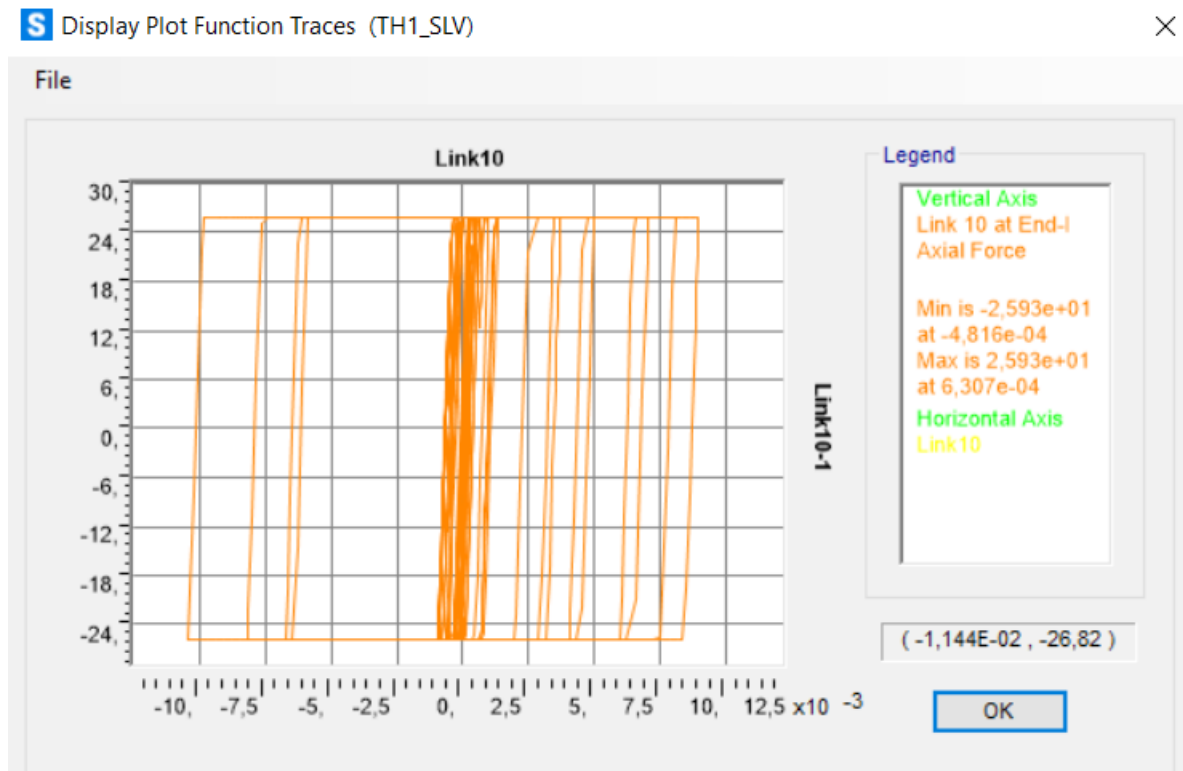 S Display Plot Function Traces (TH1_SLV)
File
Link10
30,
24,
18,
12,
6,
0,
-6,
-12,
-18,
-24,
-10, -7,5 -5, -2,5 0, 2,5 5, 7,5 10, 12,5 x10 -3
Link10-1
Legend
Vertical Axis
Link 10 at End-I
Axial Force
Min is -2,593e+01
at -4,816e-04
Max is 2,593e+01
at 6,307e-04
Horizontal Axis
Link10
( -1,144E-02 , -26,82 )
OK